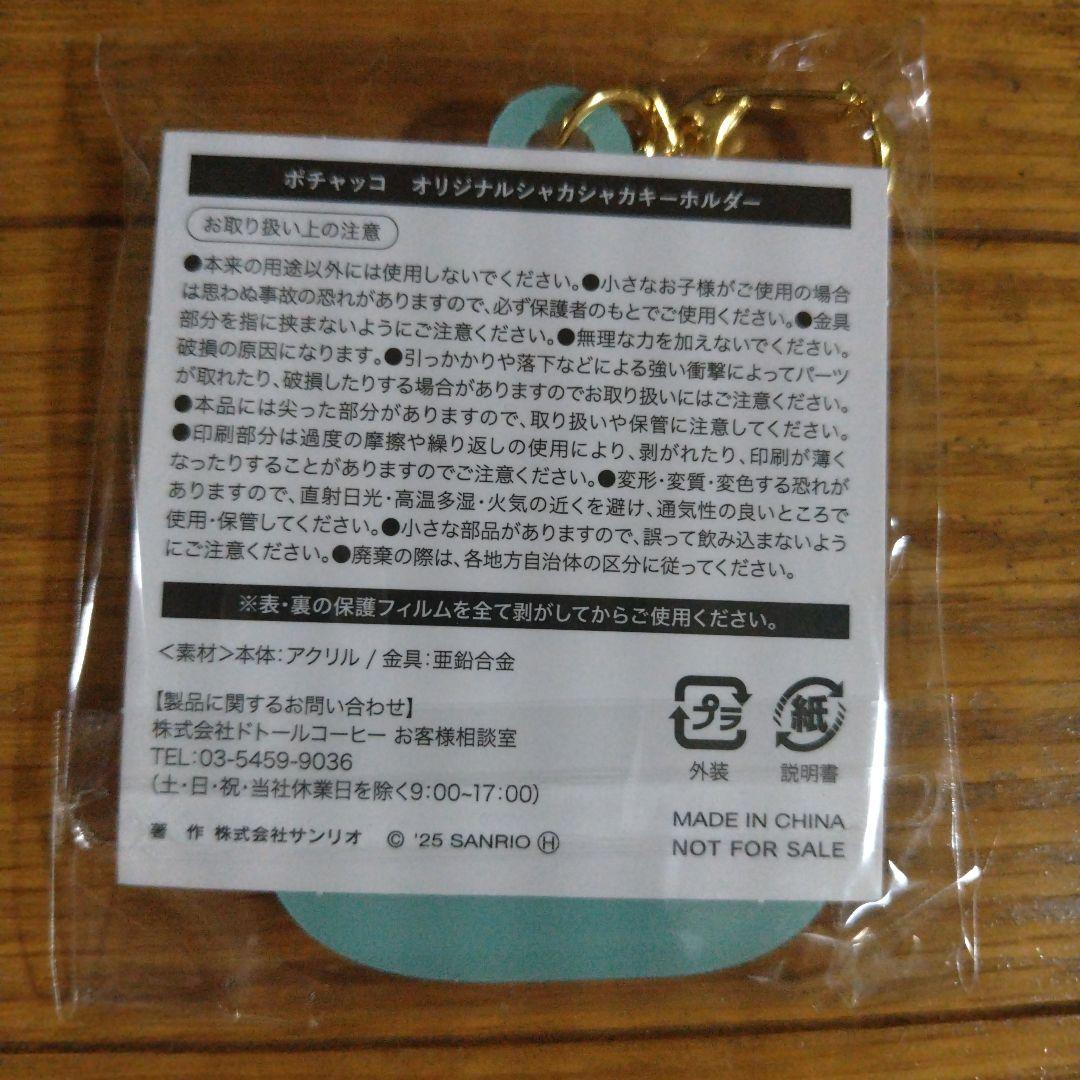 ポチャッコ　オリジナルシャカシャカキーホルダー
お取り扱い上の注意
●本来の用途以外には使用しないでください。●小さなお子様がご使用の場合
は思わぬ事故の恐れがありますので、必ず保護者のもとでご使用ください。●金具
部分を指に挟まないようにご注意ください。●無理な力を加えないでください。
破損の原因になります。●引っかかりや落下などによる強い衝撃によってパーツ
が取れたり、破損したりする場合がありますのでお取り扱いにはご注意ください。
●本品には尖った部分がありますので、取り扱いや保管に注意してください。
●印刷部分は過度の摩擦や繰り返しの使用により、剥がれたり、印刷が薄く
なったりすることがありますのでご注意ください。●変形・変質・変色する恐れが
ありますので、直射日光・高温多湿・火気の近くを避け、通気性の良いところで
使用・保管してください。●小さな部品がありますので、誤って飲み込まないよう
にご注意ください。●廃棄の際は、各地方自治体の区分に従ってください。
※表・裏の保護フィルムを全て剥がしてからご使用ください。
＜素材＞本体：アクリル / 金具：亜鉛合金
【製品に関するお問い合わせ】
株式会社ドトールコーヒー お客様相談室
TEL：03-5459-9036
（土・日・祝・当社休業日を除く9:00~17:00）
著　作 株式会社サンリオ　© '25 SANRIO Ⓗ
プラ
外装
紙
説明書
MADE IN CHINA
NOT FOR SALE